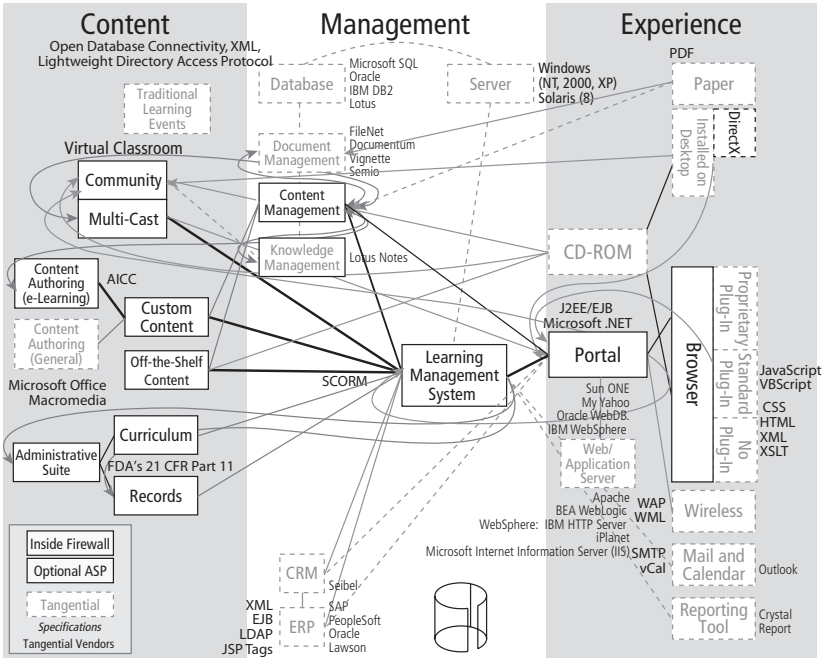 Content
Management
Experience
Open Database Connectivity, XML,
Lightweight Directory Access Protocol
Traditional
Learning
Events
Virtual Classroom
Community
Multi-Cast
Content
Authoring
(e-Learning)
AICC
Content
Authoring
(General)
Custom
Content
Off-the-Shelf
Content
Microsoft Office
Macromedia
Administrative
Suite
Curriculum
FDA's 21 CFR Part 11
Records
Inside Firewall
Optional ASP
Tangential
Specifications
Tangential Vendors
Database
Microsoft SQL
Oracle
IBM DB2
Lotus
Server
Windows
(NT, 2000, XP)
Solaris (8)
Document
Management
FileNet
Documentum
Vignette
Semio
Content
Management
Knowledge
Management
Lotus Notes
SCORM
Learning
Management
System
CRM
Seibel
XML
EJB
LDAP
JSP Tags
ERP
SAP
PeopleSoft
Oracle
Lawson
PDF
Paper
Installed on
Desktop
DirectX
CD-ROM
J2EE/EJB
Microsoft .NET
Portal
Sun ONE
My Yahoo
Oracle WebDB
IBM WebSphere
Web/
Application
Server
Apache
BEA WebLogic
WebSphere: IBM HTTP Server
iPlanet
Microsoft Internet Information Server (IIS)
Browser
Proprietary
Plug-In
Standard
Plug-In
No
Plug-In
JavaScript
VBScript
CSS
HTML
XML
XSLT
WAP
WML
Wireless
SMTP
vCal
Mail and
Calendar
Outlook
Reporting
Tool
Crystal
Report